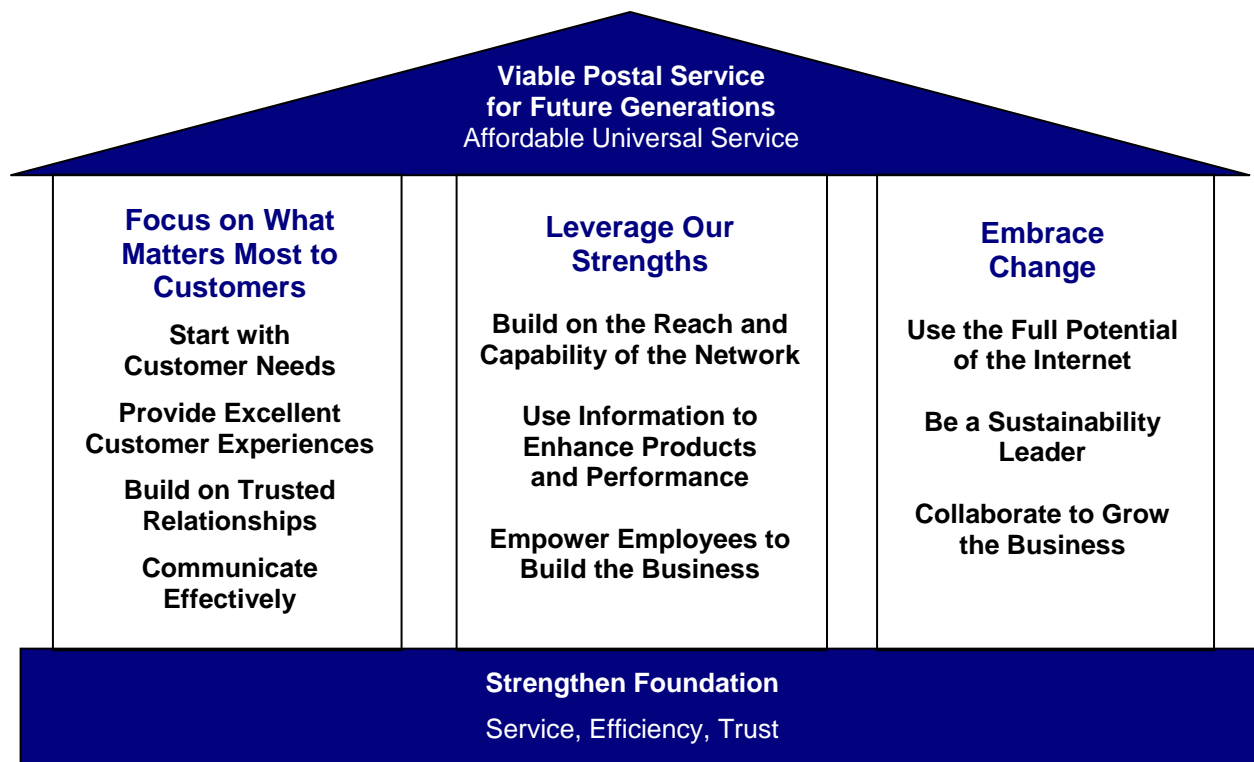 Viable Postal Service
for Future Generations
Affordable Universal Service
Focus on What
Matters Most to
Customers
Start with
Customer Needs
Provide Excellent
Customer Experiences
Build on Trusted
Relationships
Communicate
Effectively
Leverage Our
Strengths
Build on the Reach and
Capability of the Network
Use Information to
Enhance Products
and Performance
Empower Employees to
Build the Business
Embrace
Change
Use the Full Potential
of the Internet
Be a Sustainability
Leader
Collaborate to Grow
the Business
Strengthen Foundation
Service, Efficiency, Trust